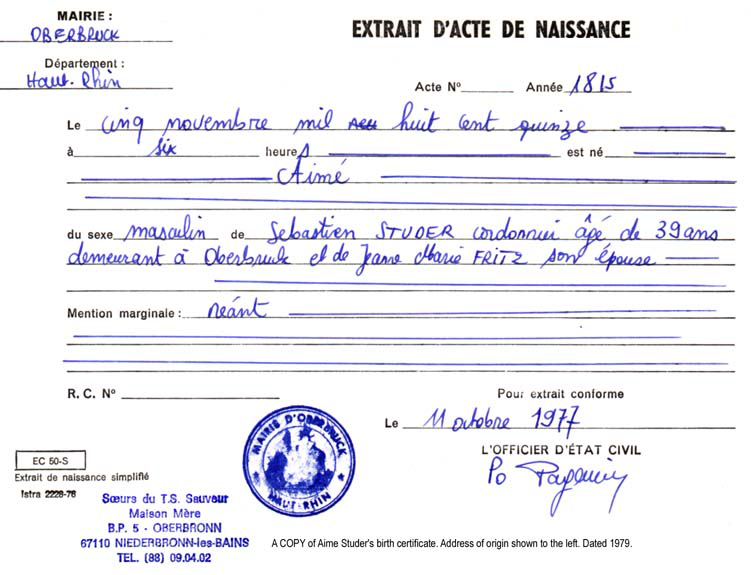 MAIRIE :
OBERBRUCK
EXTRAIT D'ACTE DE NAISSANCE
Département :
Haut-Rhin
Acte N° Année 1815
Le cinq novembre mil huit cent quinze
à six heures est né
Aimé
du sexe masculin de Sebastien STUDER cordonnier âgé de 39 ans
demeurant à Oberbruck et de Jeanne Marie FRITZ son épouse
Mention marginale : neánt
R. C. N° Pour extrait conforme
Le 11 octobre 1977
L'OFFICIER D'ÉTAT CIVIL
Po
MAIRIE D'OBERBRUCK
HAUT-RHIN
EC 50-S
Extrait de naissance simplifié
Istra 2228-76
Sœurs du T.S. Sauveur
Maison Mère
B.P. 5 - OBERBRONN
67110 NIEDERBRONN-les-BAINS
TEL. (88) 09.04.02
A COPY of Aime Studer's birth certificate. Address of origin shown to the left. Dated 1979.